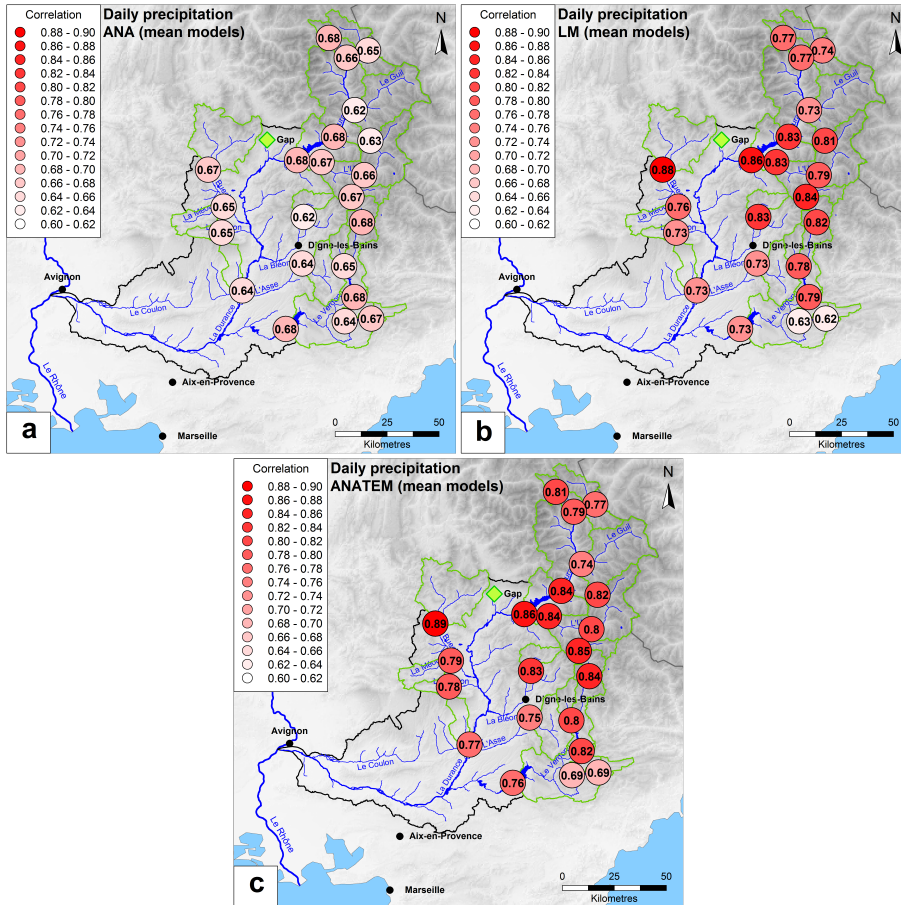 Correlation
0.88 - 0.90
0.86 - 0.88
0.84 - 0.86
0.82 - 0.84
0.80 - 0.82
0.78 - 0.80
0.76 - 0.78
0.74 - 0.76
0.72 - 0.74
0.70 - 0.72
0.68 - 0.70
0.66 - 0.68
0.64 - 0.66
0.62 - 0.64
0.60 - 0.62
Daily precipitation
ANA (mean models)
N
0.68
0.66
0.65
Le Guil
0.62
Gap
0.68
0.63
0.68
0.67
0.67
0.66
0.67
0.65
0.62
0.68
0.65
Digne-les-Bains
La Bléone
0.64
0.65
0.64
L'Asse
0.68
Avignon
Le Coulon
La Durance
Le Verdon
0.68
0.64
0.67
Le Rhône
Aix-en-Provence
Marseille
0 25 50
Kilometres
a
Correlation
0.88 - 0.90
0.86 - 0.88
0.84 - 0.86
0.82 - 0.84
0.80 - 0.82
0.78 - 0.80
0.76 - 0.78
0.74 - 0.76
0.72 - 0.74
0.70 - 0.72
0.68 - 0.70
0.66 - 0.68
0.64 - 0.66
0.62 - 0.64
0.60 - 0.62
Daily precipitation
LM (mean models)
N
0.77
0.77
0.74
Le Guil
0.73
Gap
0.83
0.81
0.86
0.83
0.88
0.79
0.84
0.76
0.83
0.82
0.73
Digne-les-Bains
0.73
0.78
0.73
L'Asse
0.79
Avignon
Le Coulon
La Durance
Le Verdon
0.73
0.63
0.62
Le Rhône
Aix-en-Provence
Marseille
0 25 50
Kilometres
b
Correlation
0.88 - 0.90
0.86 - 0.88
0.84 - 0.86
0.82 - 0.84
0.80 - 0.82
0.78 - 0.80
0.76 - 0.78
0.74 - 0.76
0.72 - 0.74
0.70 - 0.72
0.68 - 0.70
0.66 - 0.68
0.64 - 0.66
0.62 - 0.64
0.60 - 0.62
Daily precipitation
ANATEM (mean models)
N
0.81
0.79
0.77
Le Guil
0.74
Gap
0.84
0.82
0.86
0.84
0.89
0.8
0.85
0.79
0.83
0.84
0.78
Digne-les-Bains
0.75
0.8
0.77
L'Asse
0.82
Avignon
Le Coulon
La Durance
Le Verdon
0.76
0.69
0.69
Le Rhône
Aix-en-Provence
Marseille
0 25 50
Kilometres
c